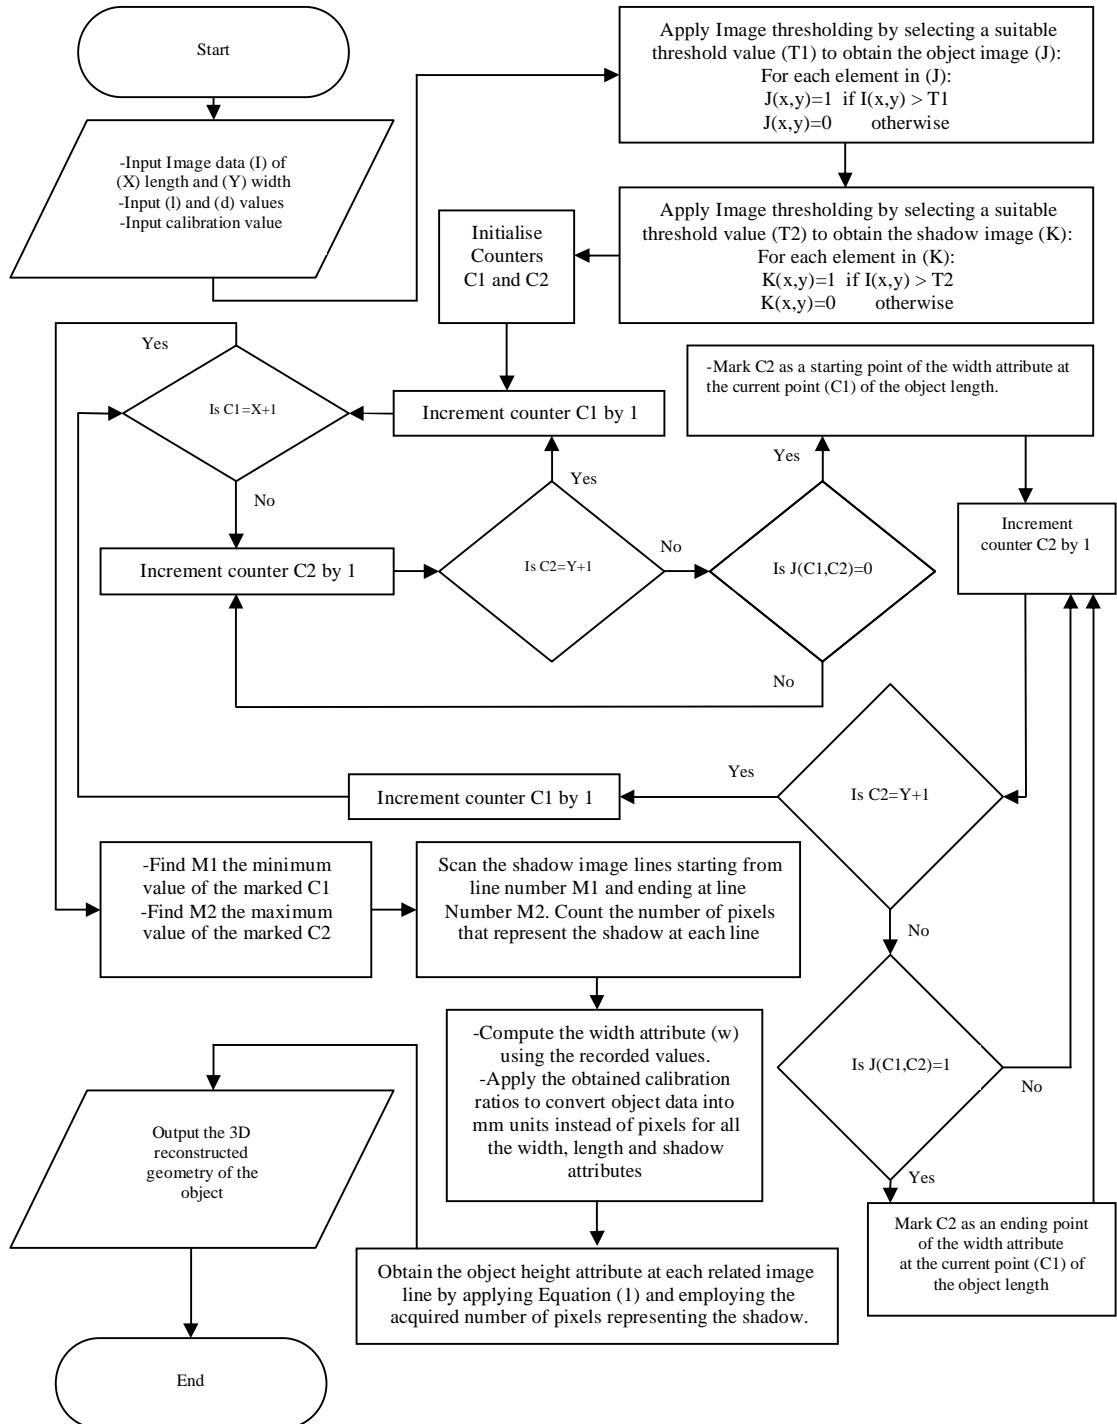 Start
-Input Image data (I) of
(X) length and (Y) width
-Input (l) and (d) values
-Input calibration value
Apply Image thresholding by selecting a suitable
threshold value (T1) to obtain the object image (J):
For each element in (J):
J(x,y)=1 if I(x,y) > T1
J(x,y)=0 otherwise
Apply Image thresholding by selecting a suitable
threshold value (T2) to obtain the shadow image (K):
For each element in (K):
K(x,y)=1 if I(x,y) > T2
K(x,y)=0 otherwise
Initialise
Counters
C1 and C2
Increment counter C1 by 1
Is C1=X+1
Yes
No
Increment counter C2 by 1
Is C2=Y+1
Yes
No
Is J(C1,C2)=0
Yes
No
-Mark C2 as a starting point of the width attribute at
the current point (C1) of the object length.
Increment
counter C2 by 1
Is C2=Y+1
Yes
No
Increment counter C1 by 1
Is J(C1,C2)=1
No
Yes
Mark C2 as an ending point
of the width attribute
at the current point (C1) of
the object length
-Find M1 the minimum
value of the marked C1
-Find M2 the maximum
value of the marked C2
Scan the shadow image lines starting from
line number M1 and ending at line
Number M2. Count the number of pixels
that represent the shadow at each line
-Compute the width attribute (w)
using the recorded values.
-Apply the obtained calibration
ratios to convert object data into
mm units instead of pixels for all
the width, length and shadow
attributes
Obtain the object height attribute at each related image
line by applying Equation (1) and employing the
acquired number of pixels representing the shadow.
Output the 3D
reconstructed
geometry of the
object
End